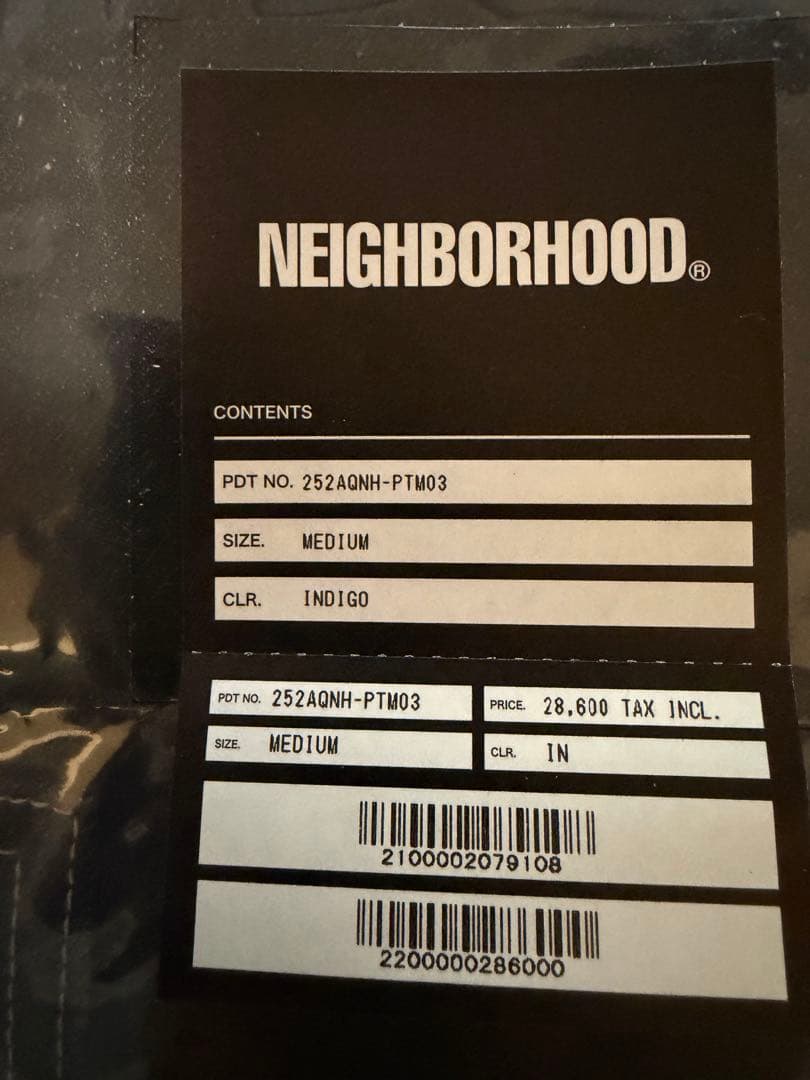 NEIGHBORHOOD®
CONTENTS
PDT NO. 252AQNH-PTM03
SIZE. MEDIUM
CLR. INDIGO
PDT NO. 252AQNH-PTM03
PRICE. 28,600 TAX INCL.
SIZE. MEDIUM
CLR. IN
2100002079108
2200000286000